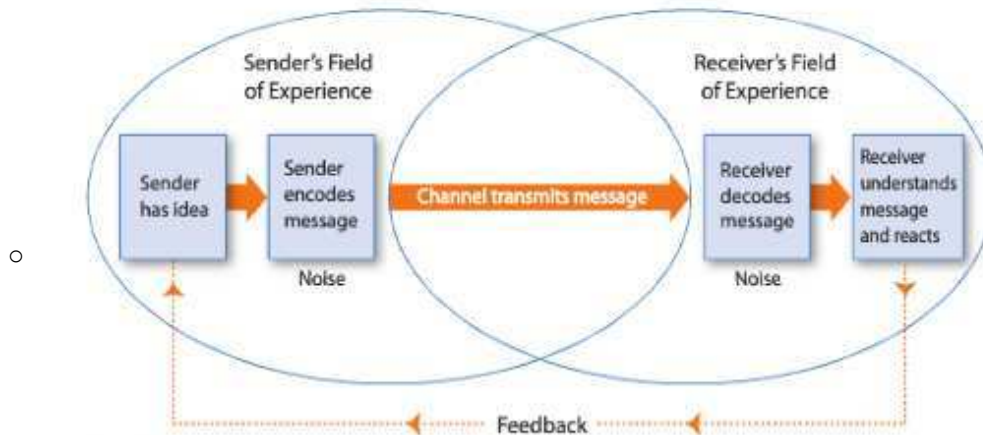 Sender's Field
of Experience
Receiver's Field
of Experience
Sender
has idea
Sender
encodes
message
Channel transmits message
Receiver
decodes
message
Receiver
understands
message
and reacts
Noise
Noise
Feedback